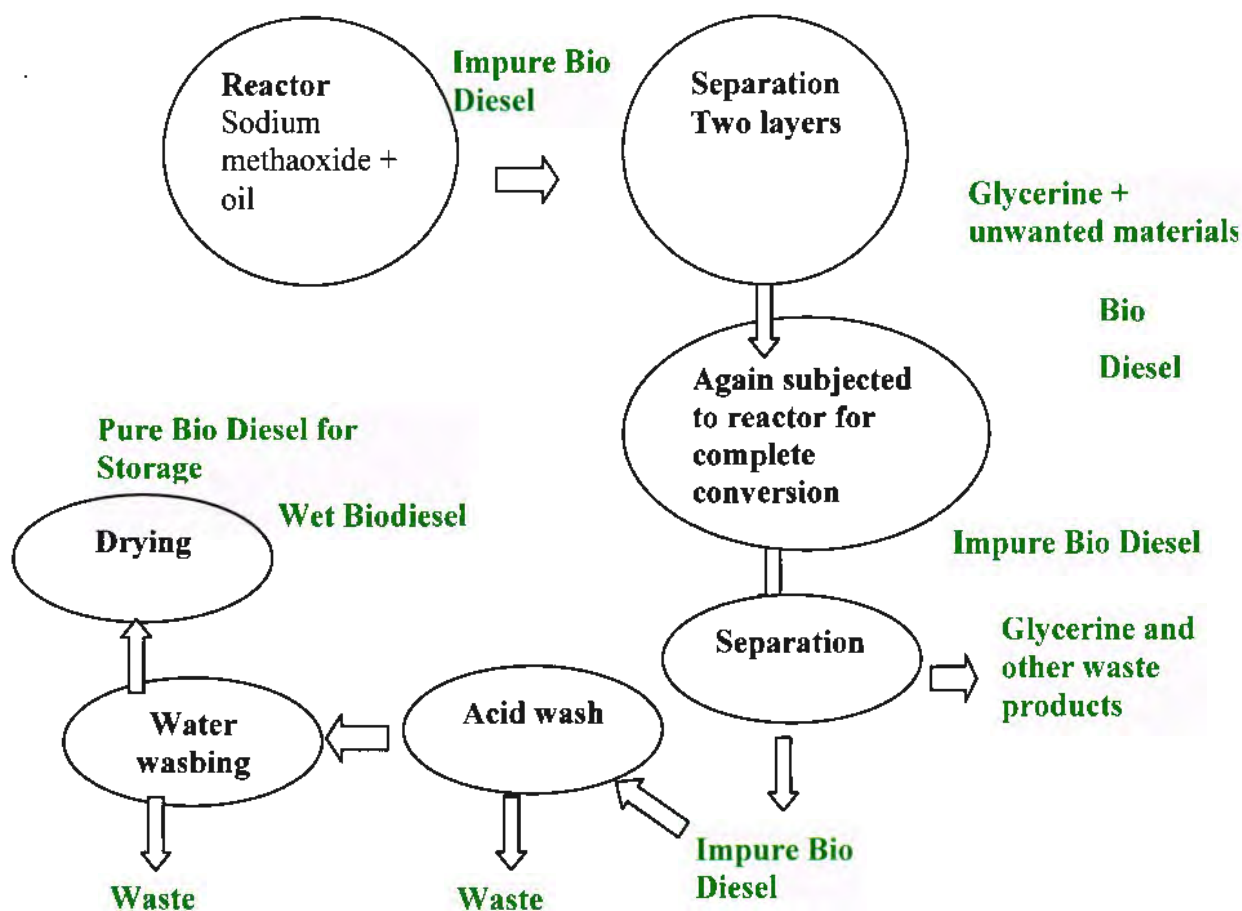 Reactor
Sodium
methaoxide +
oil
Impure Bio
Diesel
Separation
Two layers
Glycerine +
unwanted materials
Bio
Diesel
Again subjected
to reactor for
complete
conversion
Impure Bio Diesel
Separation
Glycerine and
other waste
products
Impure Bio
Diesel
Acid wash
Waste
Water
wasbing
Waste
Wet Biodiesel
Drying
Pure Bio Diesel for
Storage